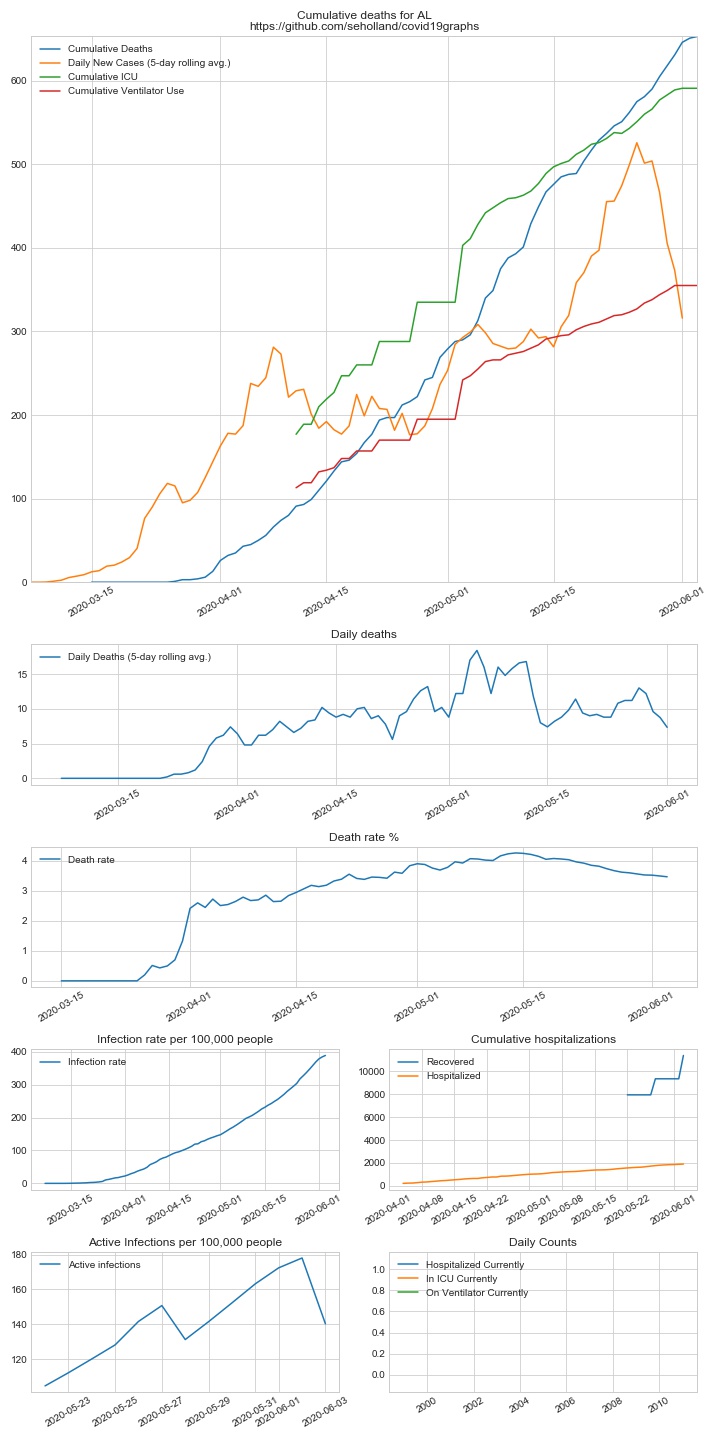 Cumulative deaths for AL
https://github.com/seholland/covid19graphs
Cumulative Deaths
Daily New Cases (5-day rolling avg.)
Cumulative ICU
Cumulative Ventilator Use
600
500
400
300
200
100
0
2020-03-15 2020-04-01 2020-04-15 2020-05-01 2020-05-15 2020-06-01
Daily deaths
Daily Deaths (5-day rolling avg.)
15
10
5
0
2020-03-15 2020-04-01 2020-04-15 2020-05-01 2020-05-15 2020-06-01
Death rate %
Death rate
4
3
2
1
0
2020-03-15 2020-04-01 2020-04-15 2020-05-01 2020-05-15 2020-06-01
Infection rate per 100,000 people
Infection rate
400
300
200
100
0
2020-03-15 2020-04-01 2020-04-15 2020-05-01 2020-05-15 2020-06-01
Cumulative hospitalizations
Recovered
Hospitalized
10000
8000
6000
4000
2000
0
2020-04-01 2020-04-08 2020-04-15 2020-04-22 2020-05-01 2020-05-08 2020-05-15 2020-05-22 2020-06-01
Active Infections per 100,000 people
Active infections
180
160
140
120
2020-05-23 2020-05-25 2020-05-27 2020-05-29 2020-05-31 2020-06-01 2020-06-03
Daily Counts
Hospitalized Currently
In ICU Currently
On Ventilator Currently
1.0
0.8
0.6
0.4
0.2
0.0
2000 2002 2004 2006 2008 2010